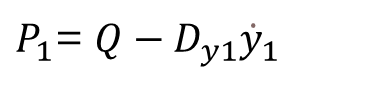 P₁= Q − D_{y1}ẏ₁